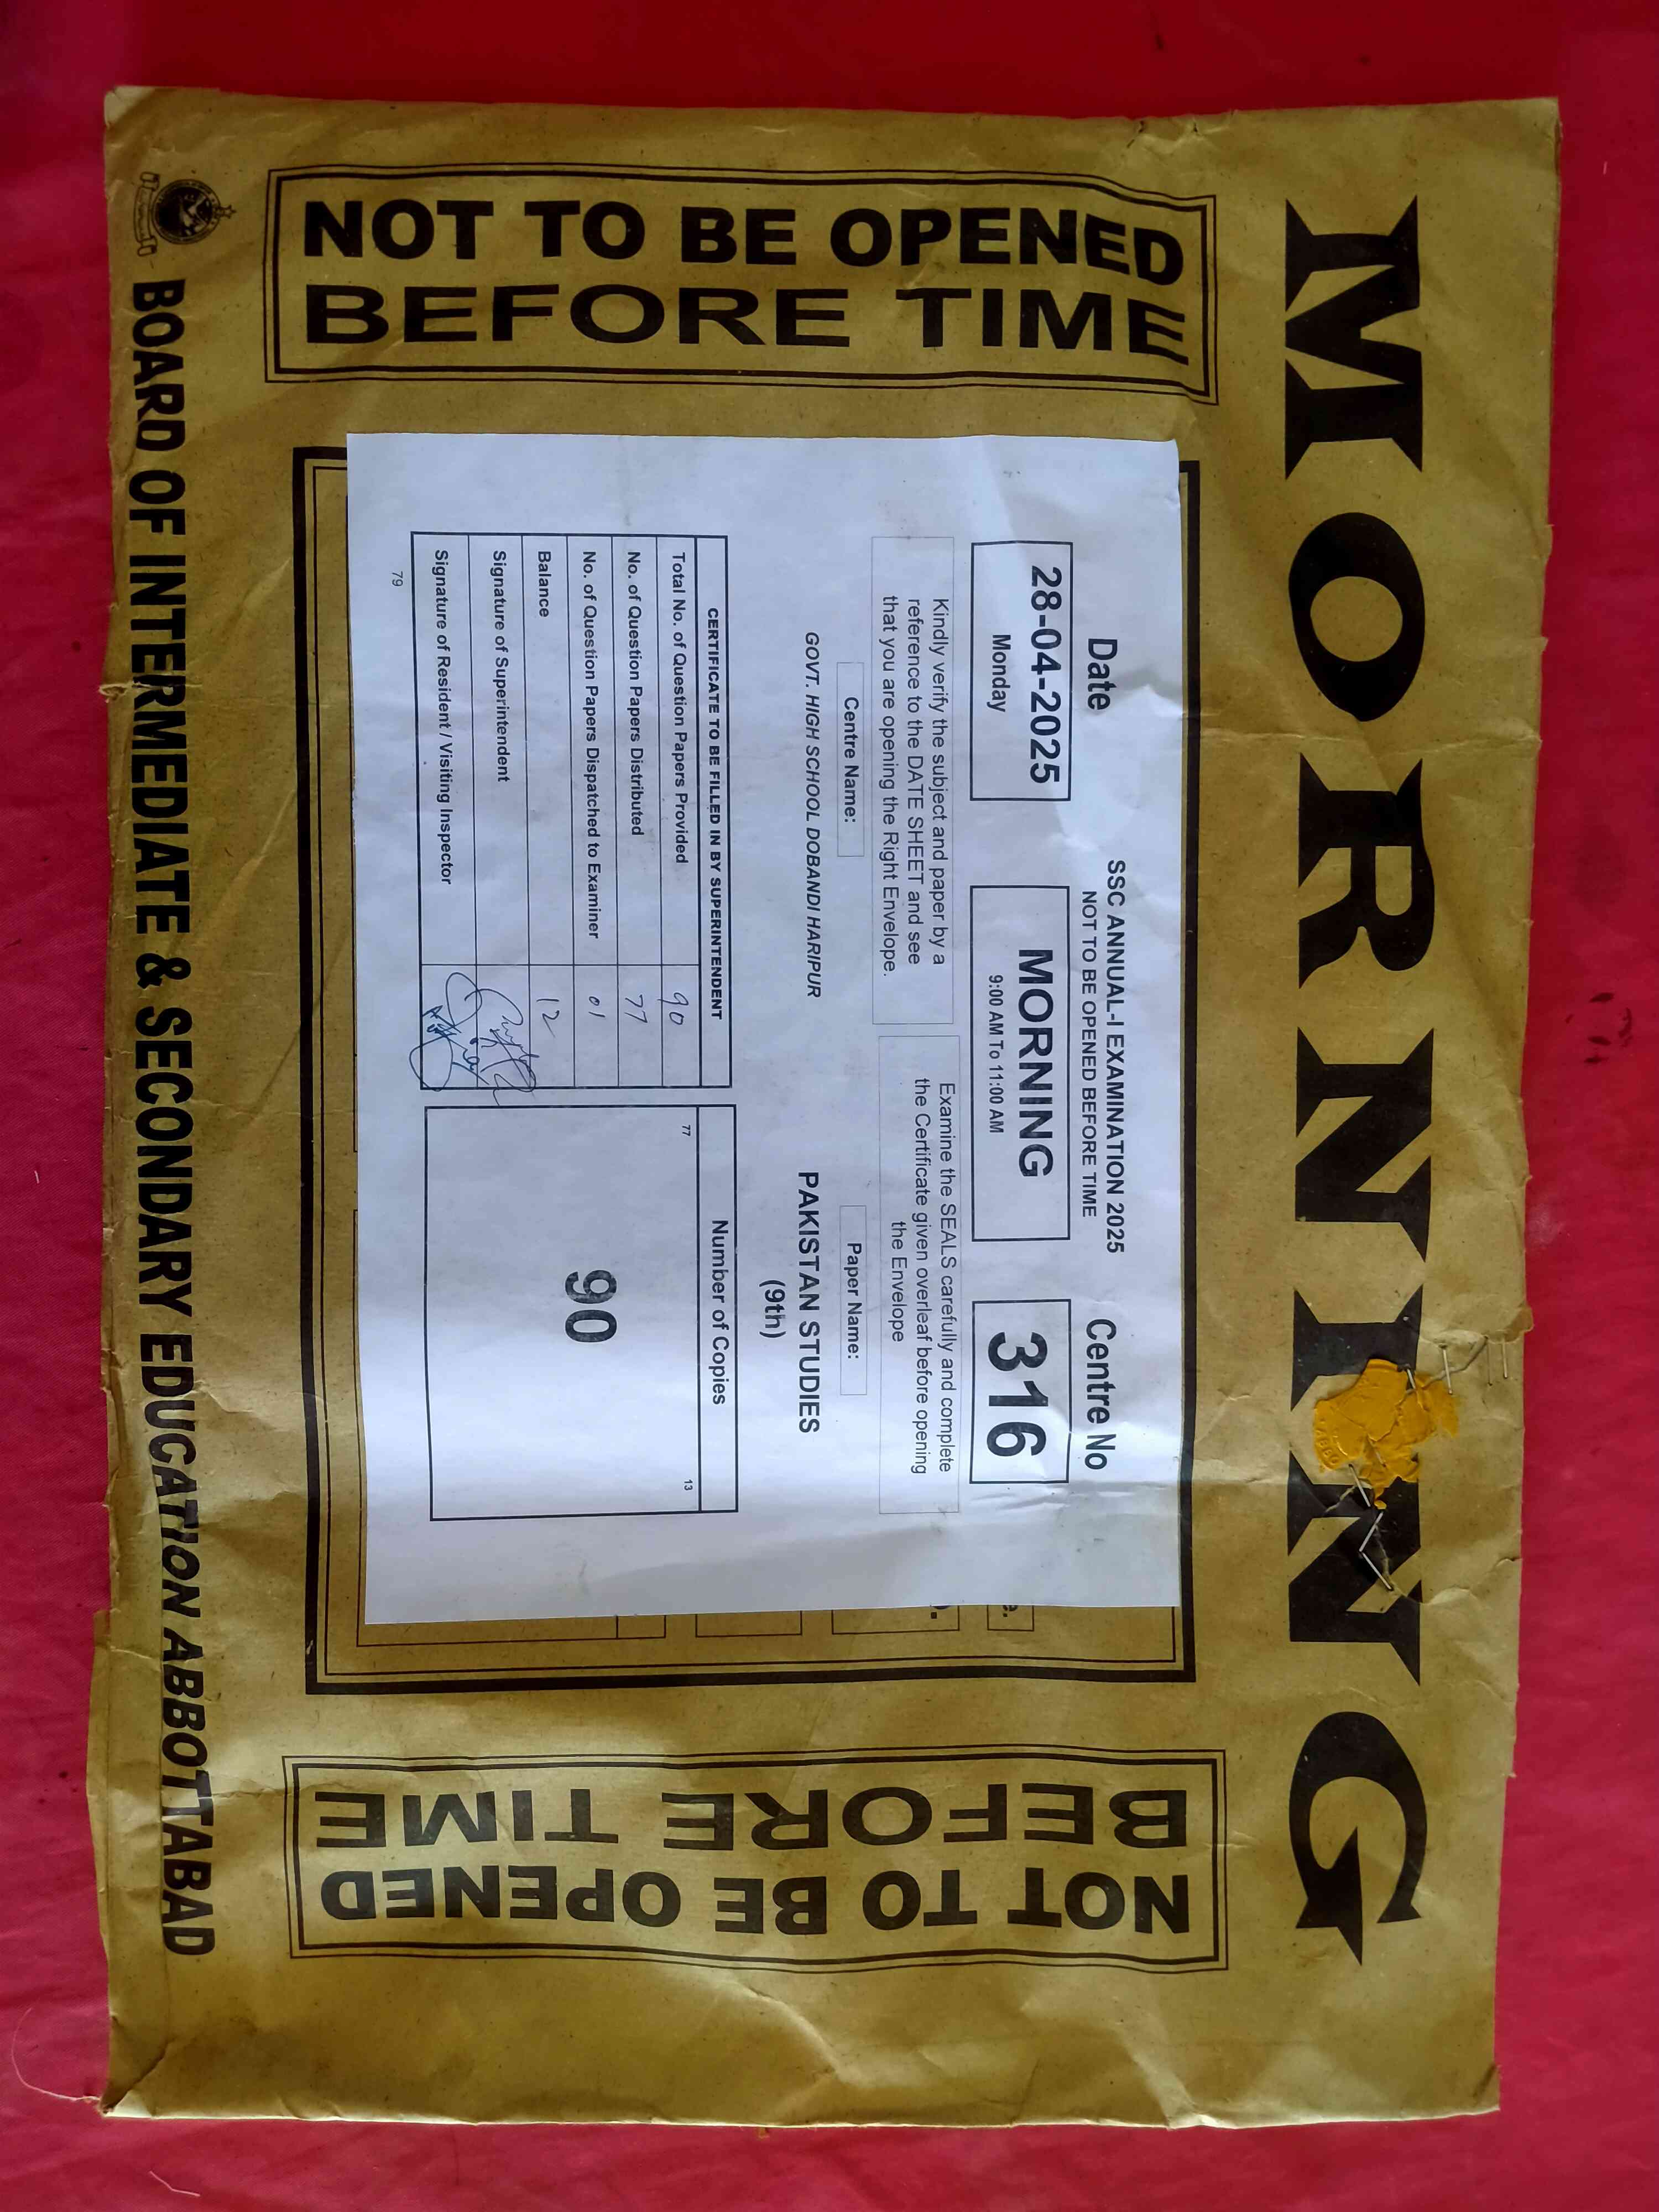 MORNING
NOT TO BE OPENED
BEFORE TIME
SSC ANNUAL-I EXAMINATION 2025
NOT TO BE OPENED BEFORE TIME
Date
28-04-2025
Monday
MORNING
9:00 AM To 11:00 AM
Centre No
316
Kindly verify the subject and paper by a
reference to the DATE SHEET and see
that you are opening the Right Envelope.
Examine the SEALS carefully and complete
the Certificate given overleaf before opening
the Envelope
Centre Name:
GOVT. HIGH SCHOOL DOBANDI HARIPUR
Paper Name:
PAKISTAN STUDIES
(9th)
CERTIFICATE TO BE FILLED IN BY SUPERINTENDENT
Total No. of Question Papers Provided 90
No. of Question Papers Distributed 77
No. of Question Papers Dispatched to Examiner 01
Balance 12
Signature of Superintendent
Signature of Resident / Visiting Inspector
79
Number of Copies
77 13
90
NOT TO BE OPENED
BEFORE TIME
BOARD OF INTERMEDIATE & SECONDARY EDUCATION ABBOTTABAD